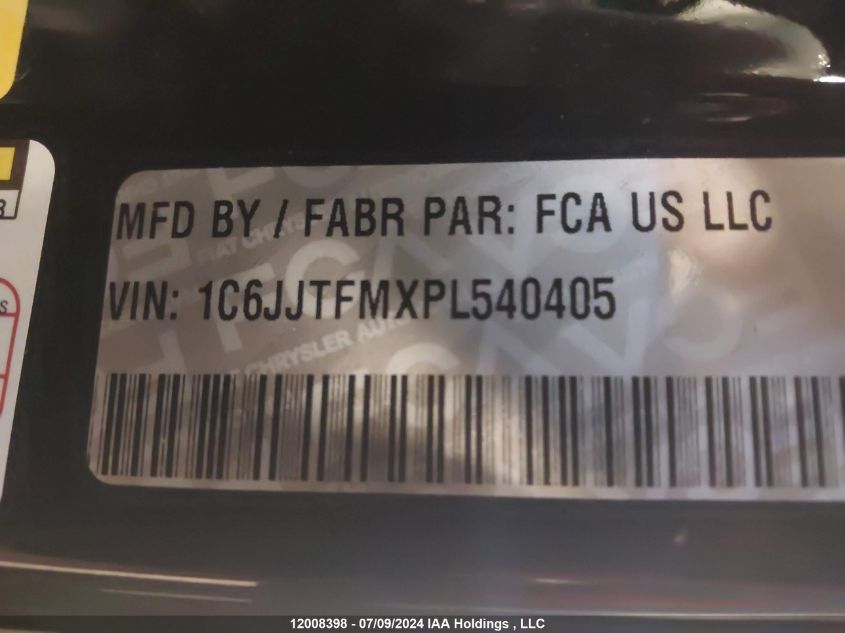 MFD BY / FABR PAR: FCA US LLC
VIN: 1C6JJTFMXPL540405
12008398 - 07/09/2024 IAA Holdings , LLC